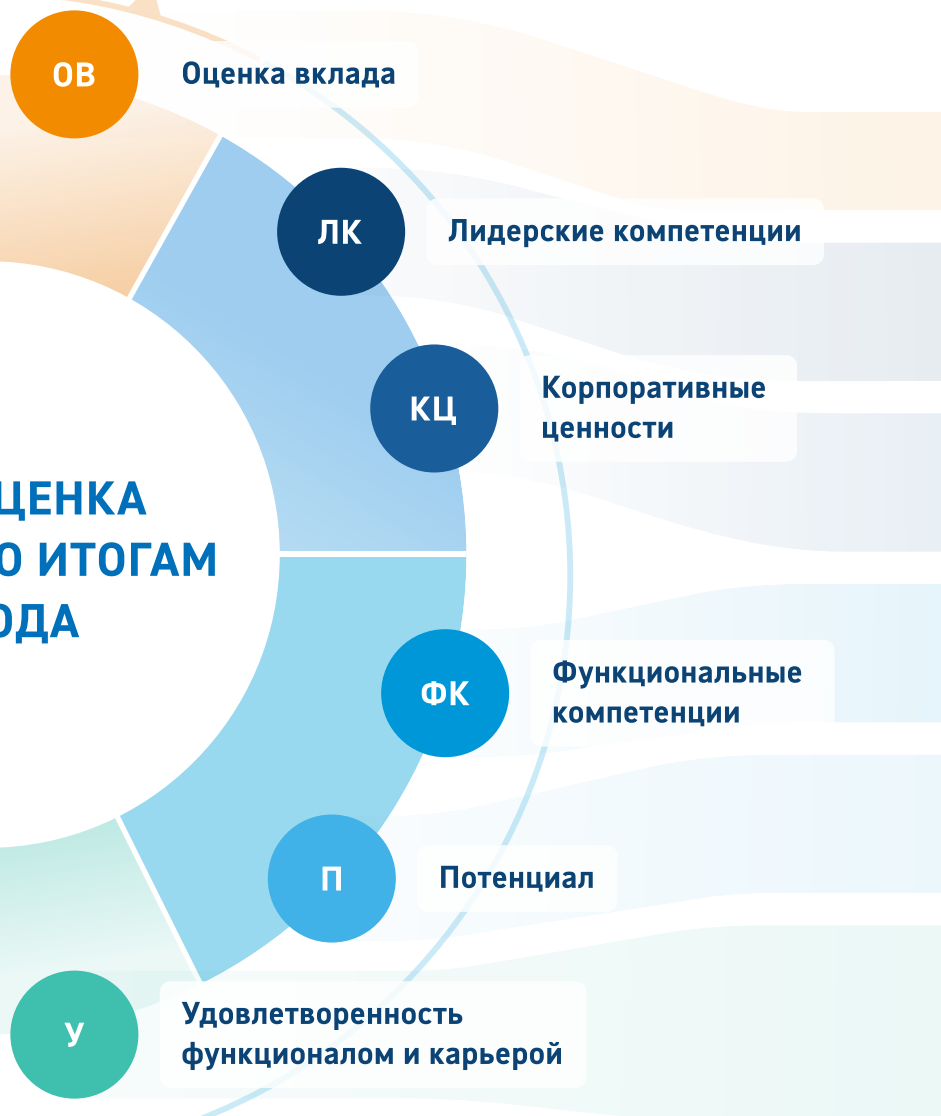 ОВ
Оценка вклада
ЛК
Лидерские компетенции
КЦ
Корпоративные
ценности
ЦЕНКА
О ИТОГАМ
ОДА
ФК
Функциональные
компетенции
П
Потенциал
У
Удовлетворенность
функционалом и карьерой